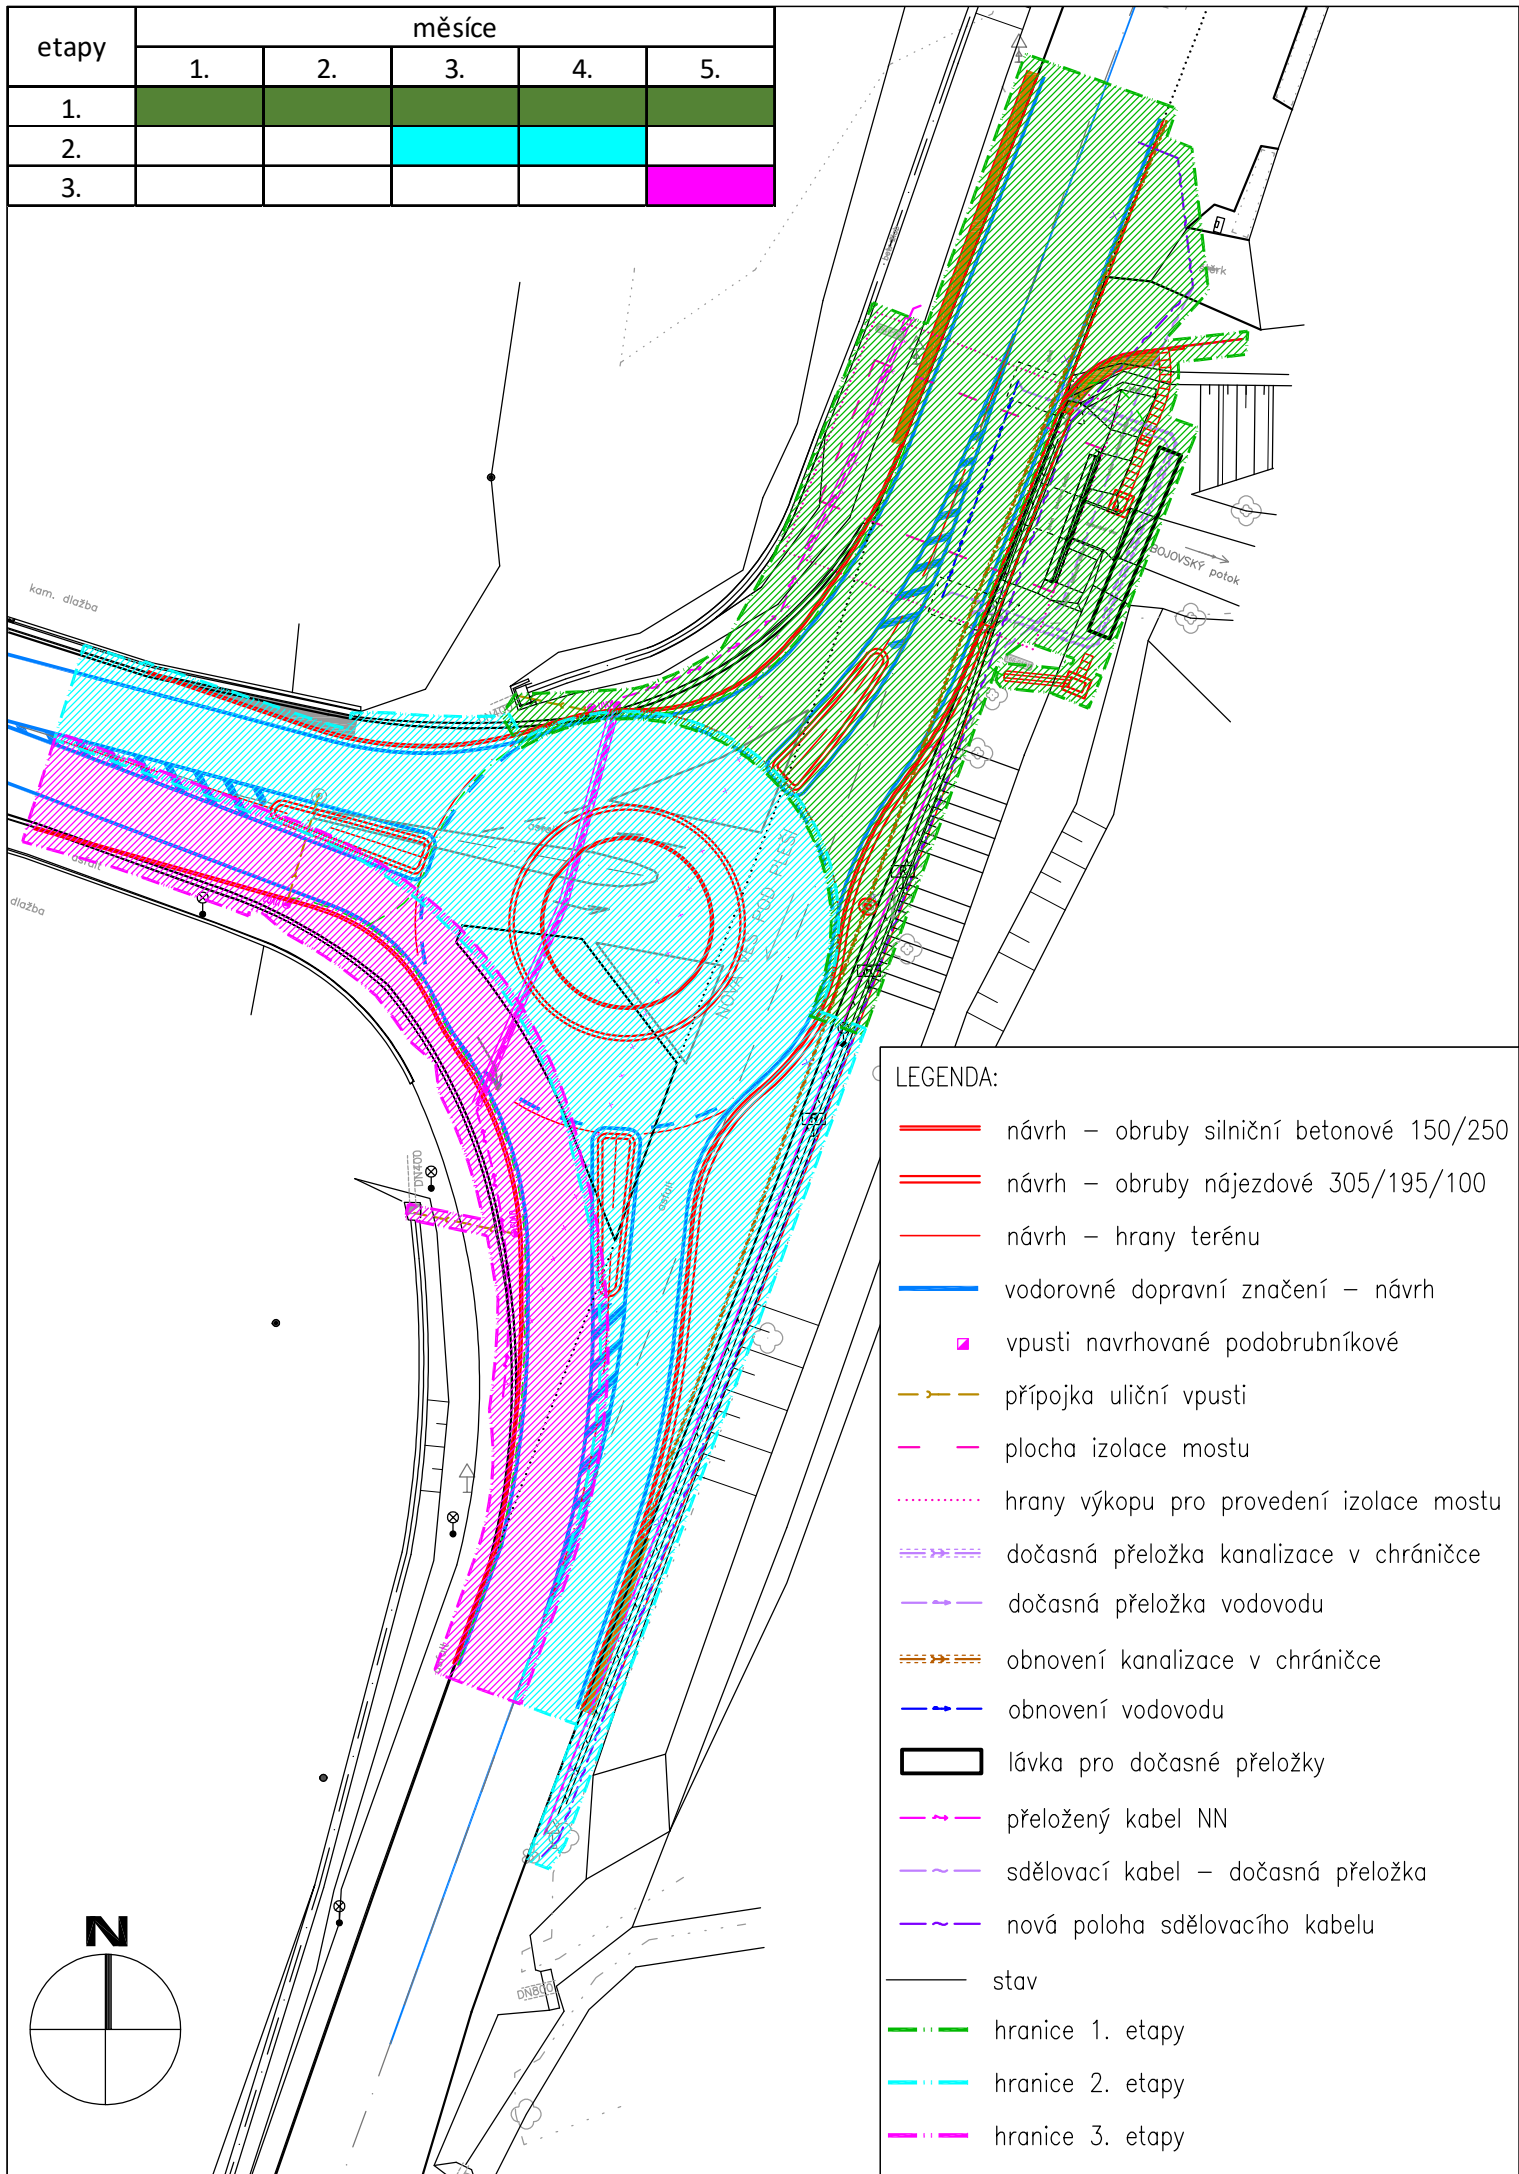 etapy
měsíce
1. 2. 3. 4. 5.
1.
2.
3.
štěrk
BOJOVSKÝ potok
kam. dlažba
asfalt
dlažba
NOVÁ VES POD PLEŠÍ
DN400
asfalt
DN800
N
LEGENDA:
návrh – obruby silniční betonové 150/250
návrh – obruby nájezdové 305/195/100
návrh – hrany terénu
vodorovné dopravní značení – návrh
vpusti navrhované podobrubníkové
přípojka uliční vpusti
plocha izolace mostu
hrany výkopu pro provedení izolace mostu
dočasná přeložka kanalizace v chráničce
dočasná přeložka vodovodu
obnovení kanalizace v chráničce
obnovení vodovodu
lávka pro dočasné přeložky
přeložený kabel NN
sdělovací kabel – dočasná přeložka
nová poloha sdělovacího kabelu
stav
hranice 1. etapy
hranice 2. etapy
hranice 3. etapy